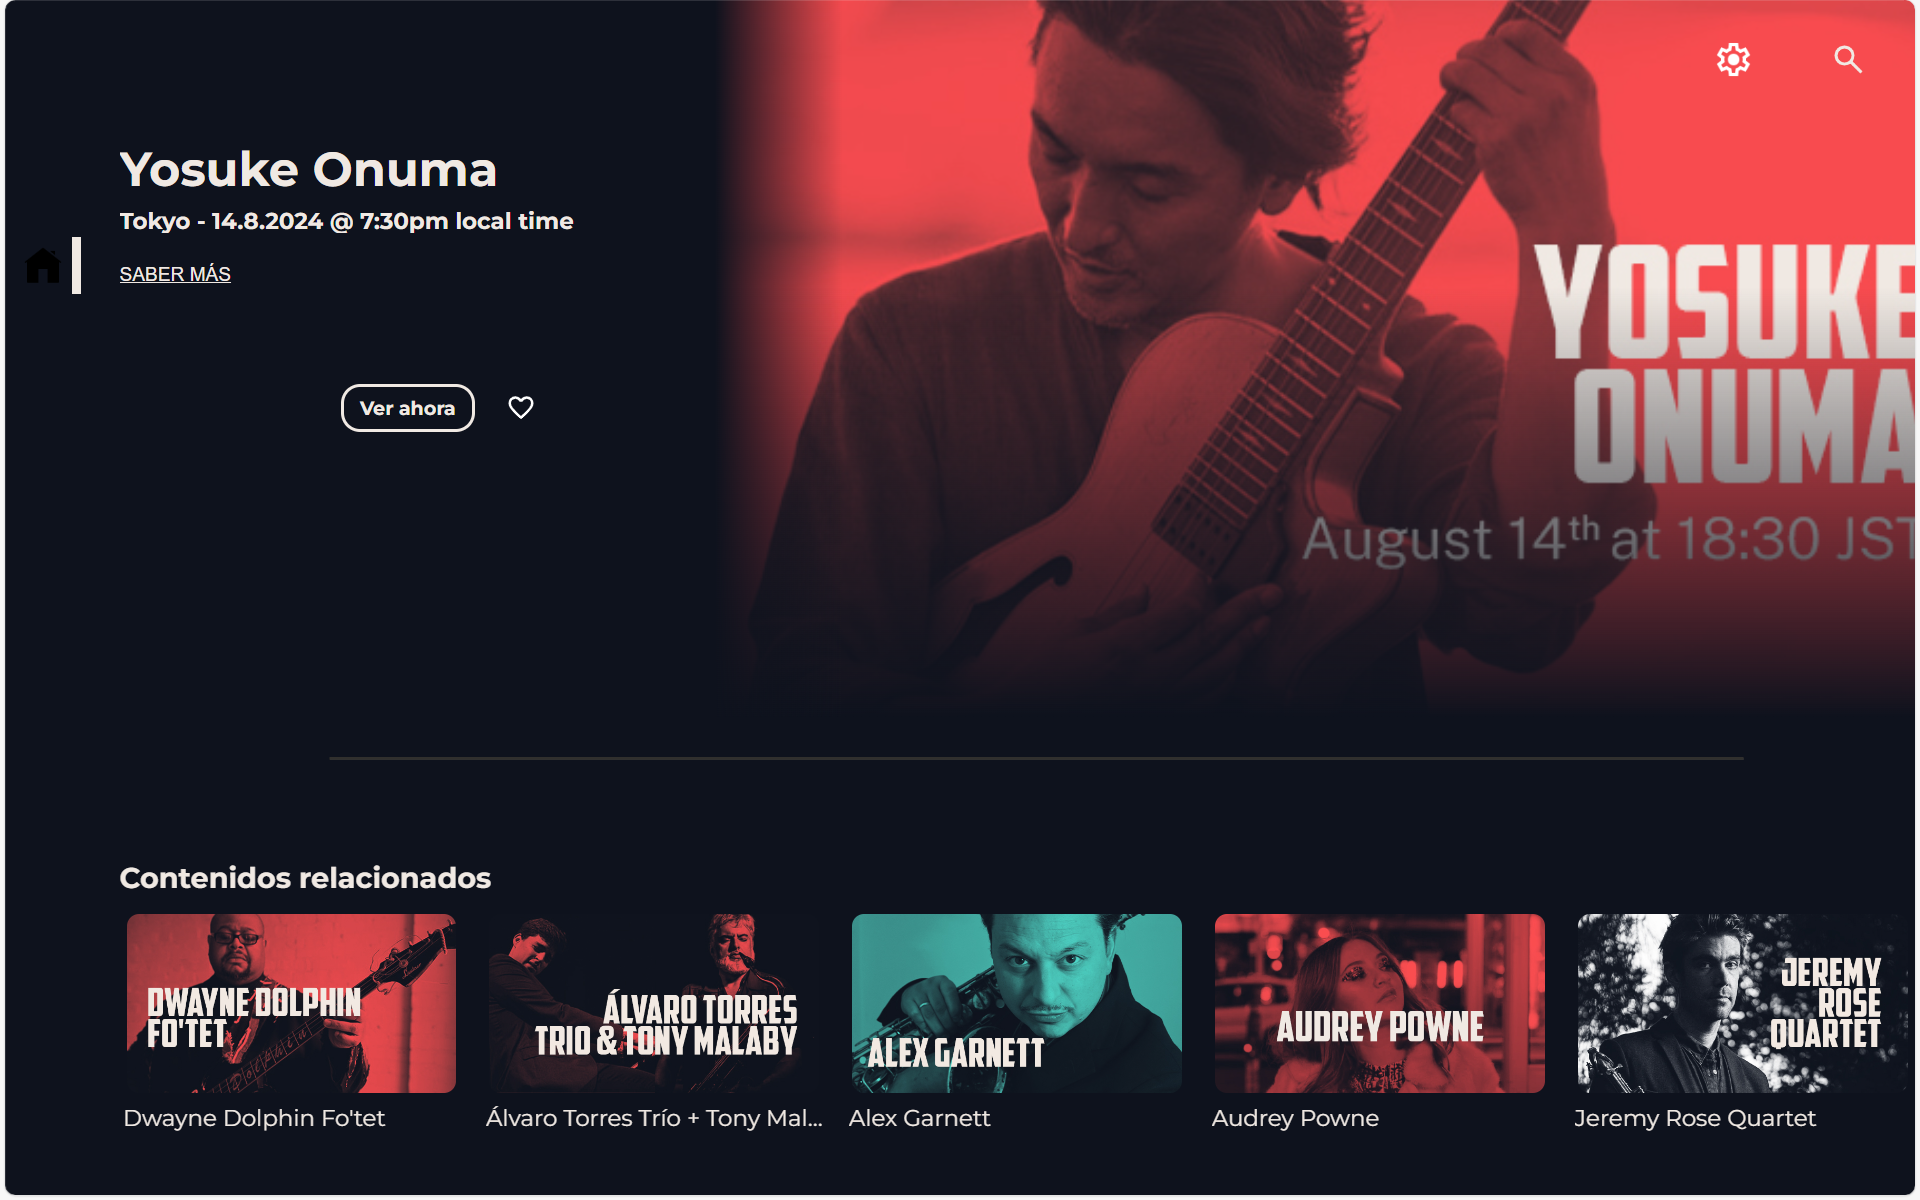 Yosuke Onuma
Tokyo - 14.8.2024 @ 7:30pm local time
SABER MÁS
Ver ahora
YOSUKE
ONUMA
August 14th at 18:30 JST
Contenidos relacionados
DWAYNE DOLPHIN
FO'TET
Dwayne Dolphin Fo'tet
ÁLVARO TORRES
TRIO & TONY MALABY
Álvaro Torres Trío + Tony Mal...
ALEX GARNETT
Alex Garnett
AUDREY POWNE
Audrey Powne
JEREMY
ROSE
QUARTET
Jeremy Rose Quartet